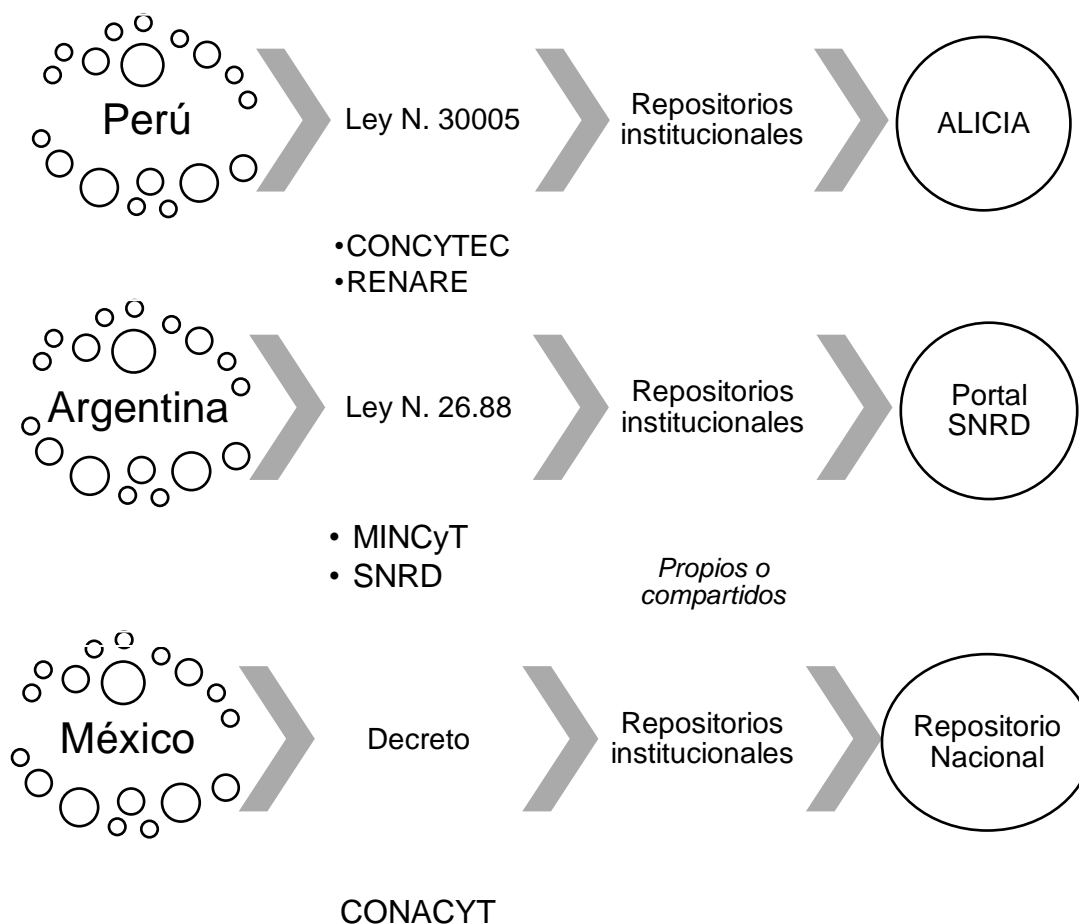 Perú
Ley N. 30005
Repositorios
institucionales
ALICIA
•CONCYTEC
•RENARE
Argentina
Ley N. 26.88
Repositorios
institucionales
Portal
SNRD
• MINCyT
• SNRD
Propios o
compartidos
México
Decreto
Repositorios
institucionales
Repositorio
Nacional
CONACYT